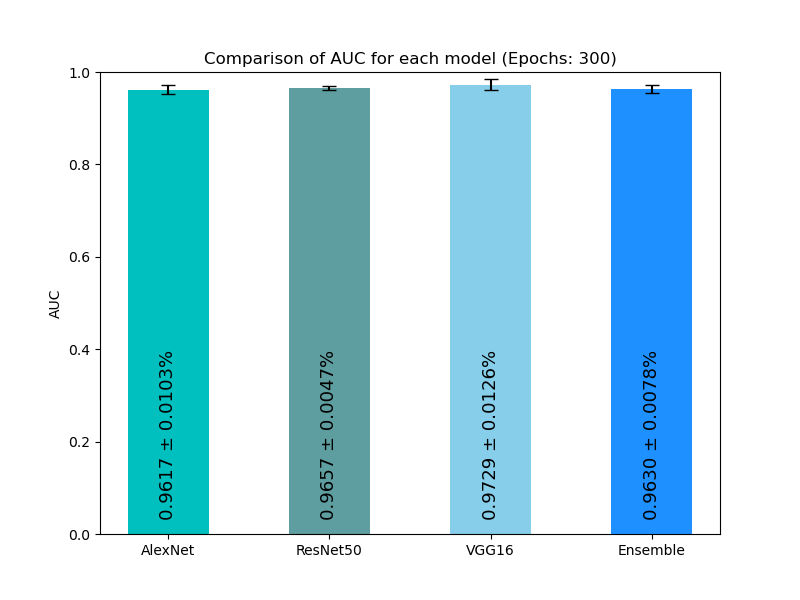 Comparison of AUC for each model (Epochs: 300)
1.0
0.8
0.6
0.4
0.2
0.0
AUC
0.9617 ± 0.0103%
0.9657 ± 0.0047%
0.9729 ± 0.0126%
0.9630 ± 0.0078%
AlexNet
ResNet50
VGG16
Ensemble